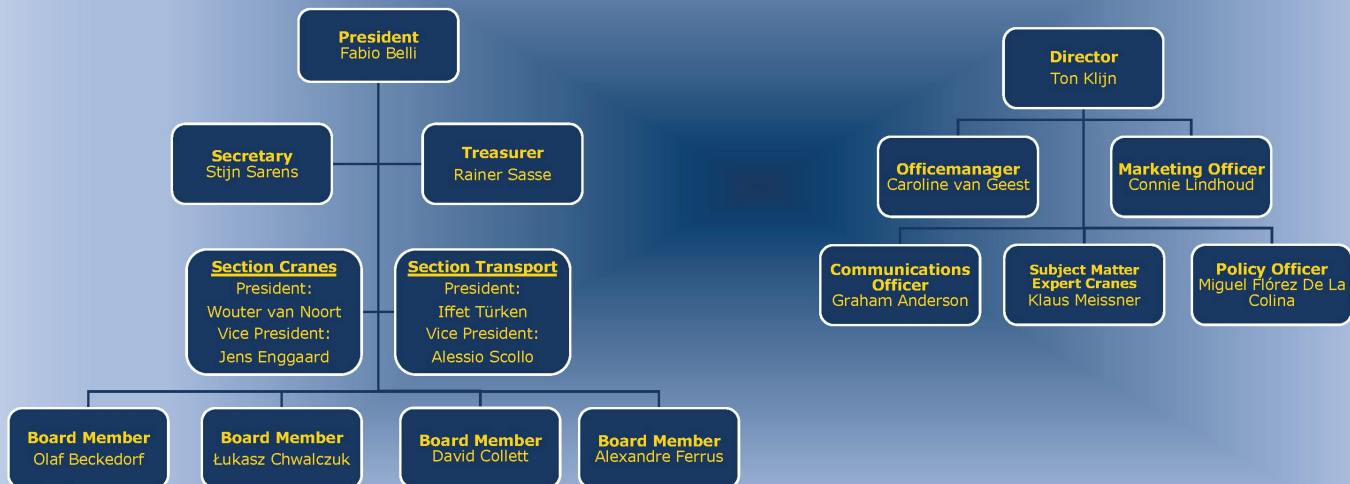 President
Fabio Belli
Secretary
Stijn Sarens
Treasurer
Rainer Sasse
Section Cranes
President:
Wouter van Noort
Vice President:
Jens Enggaard
Section Transport
President:
Iffet Türken
Vice President:
Alessio Scollo
Board Member
Olaf Beckedorf
Board Member
Łukasz Chwalczuk
Board Member
David Collett
Board Member
Alexandre Ferrus
Director
Ton Klijn
Officemanager
Caroline van Geest
Marketing Officer
Connie Lindhoud
Communications
Officer
Graham Anderson
Subject Matter
Expert Cranes
Klaus Meissner
Policy Officer
Miguel Flórez De La
Colina